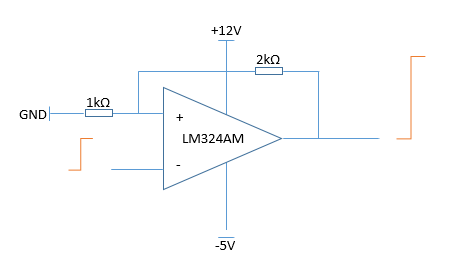 +12V
2kΩ
1kΩ
GND
+
LM324AM
-
-5V